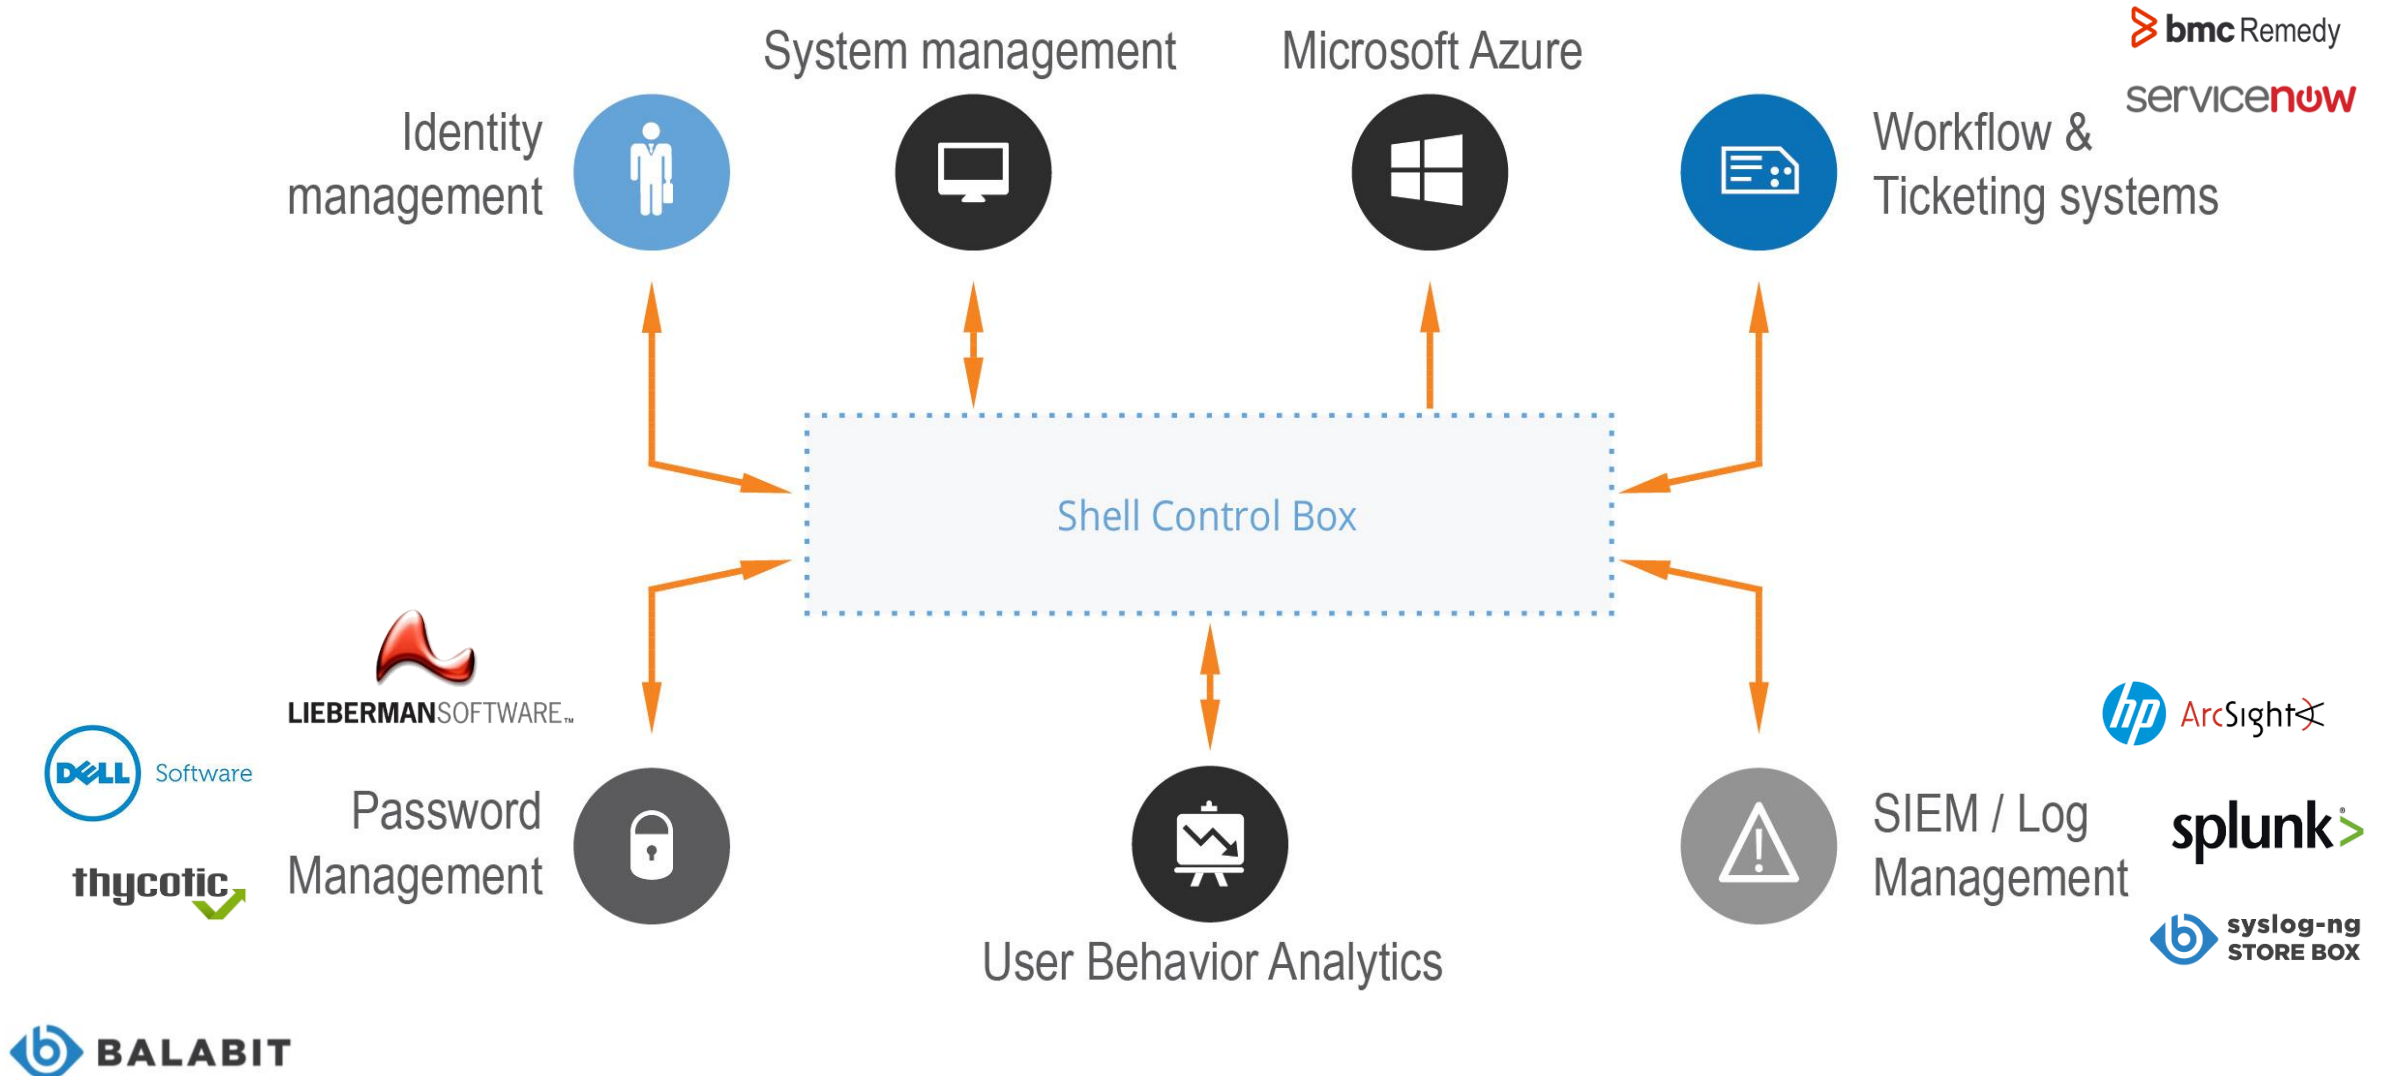 System management
Microsoft Azure
bmc Remedy
servicenow
Identity
management
Workflow &
Ticketing systems
Shell Control Box
LIEBERMANSOFTWARE™
DELL Software
thycotic
Password
Management
User Behavior Analytics
SIEM / Log
Management
hp ArcSight
splunk>®
syslog-ng
STORE BOX
BALABIT